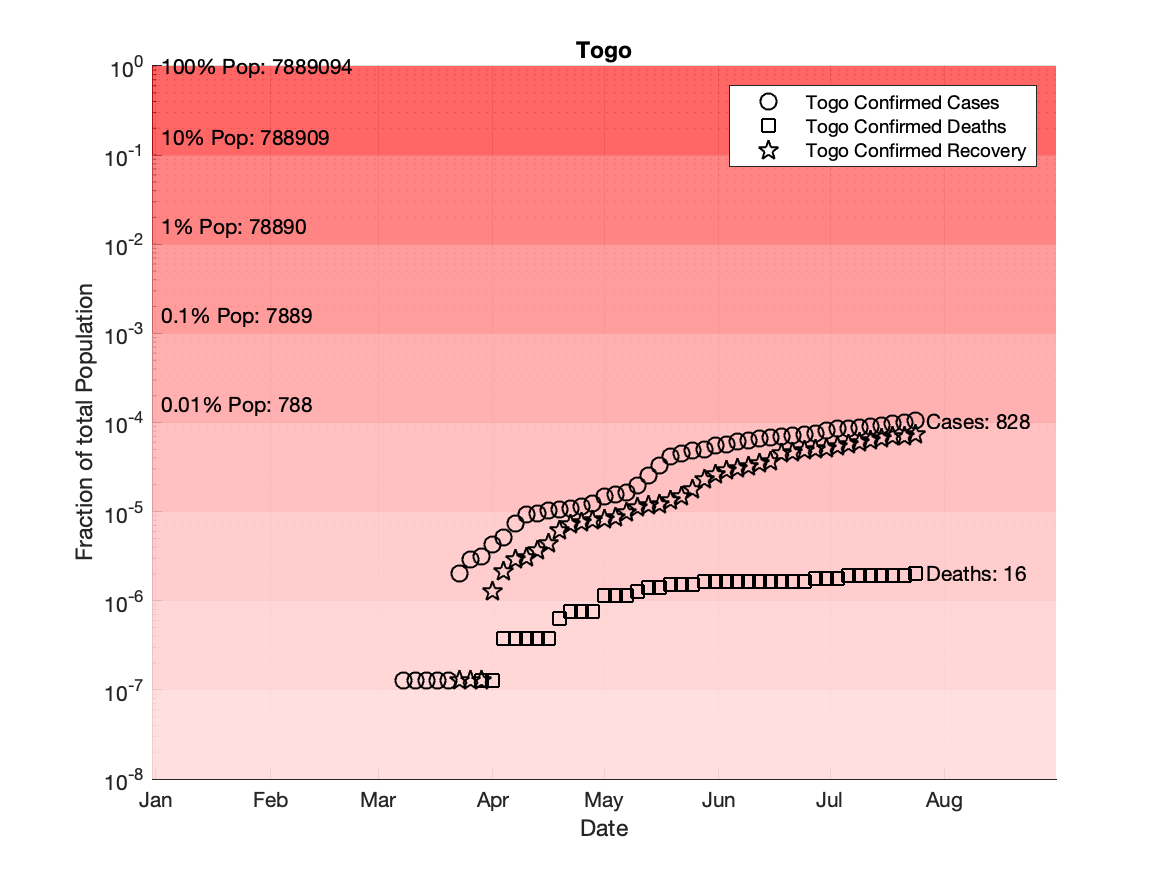 Togo
10^0
100% Pop: 7889094
Togo Confirmed Cases
Togo Confirmed Deaths
Togo Confirmed Recovery
10% Pop: 788909
10^-1
1% Pop: 78890
10^-2
0.1% Pop: 7889
10^-3
0.01% Pop: 788
10^-4
Cases: 828
10^-5
Deaths: 16
10^-6
10^-7
10^-8
Fraction of total Population
Jan Feb Mar Apr May Jun Jul Aug
Date